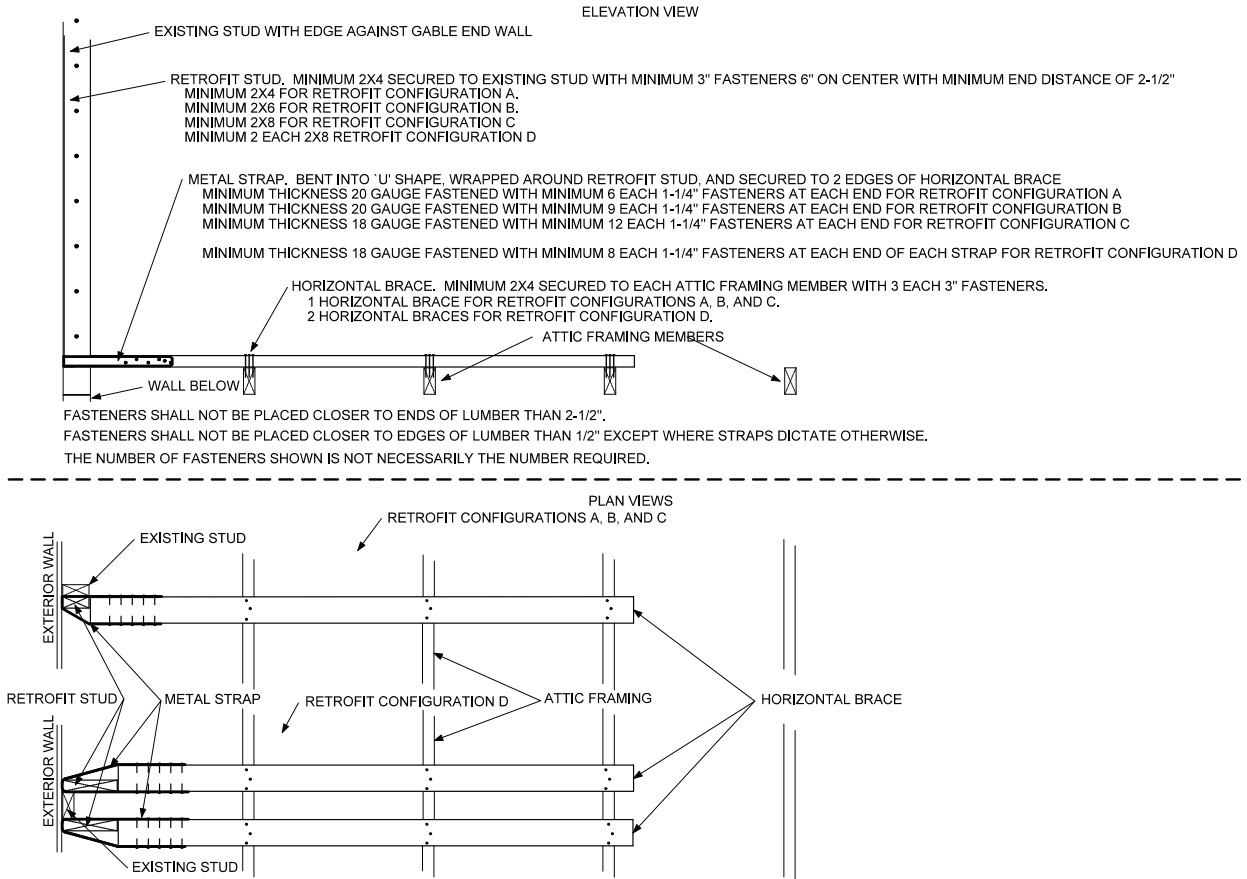 ELEVATION VIEW
EXISTING STUD WITH EDGE AGAINST GABLE END WALL
RETROFIT STUD. MINIMUM 2X4 SECURED TO EXISTING STUD WITH MINIMUM 3" FASTENERS 6" ON CENTER WITH MINIMUM END DISTANCE OF 2-1/2"
MINIMUM 2X4 FOR RETROFIT CONFIGURATION A.
MINIMUM 2X6 FOR RETROFIT CONFIGURATION B.
MINIMUM 2X8 FOR RETROFIT CONFIGURATION C
MINIMUM 2 EACH 2X8 RETROFIT CONFIGURATION D
METAL STRAP. BENT INTO `U' SHAPE, WRAPPED AROUND RETROFIT STUD, AND SECURED TO 2 EDGES OF HORIZONTAL BRACE
MINIMUM THICKNESS 20 GAUGE FASTENED WITH MINIMUM 6 EACH 1-1/4" FASTENERS AT EACH END FOR RETROFIT CONFIGURATION A
MINIMUM THICKNESS 20 GAUGE FASTENED WITH MINIMUM 9 EACH 1-1/4" FASTENERS AT EACH END FOR RETROFIT CONFIGURATION B
MINIMUM THICKNESS 18 GAUGE FASTENED WITH MINIMUM 12 EACH 1-1/4" FASTENERS AT EACH END FOR RETROFIT CONFIGURATION C
MINIMUM THICKNESS 18 GAUGE FASTENED WITH MINIMUM 8 EACH 1-1/4" FASTENERS AT EACH END OF EACH STRAP FOR RETROFIT CONFIGURATION D
HORIZONTAL BRACE. MINIMUM 2X4 SECURED TO EACH ATTIC FRAMING MEMBER WITH 3 EACH 3" FASTENERS.
1 HORIZONTAL BRACE FOR RETROFIT CONFIGURATIONS A, B, AND C.
2 HORIZONTAL BRACES FOR RETROFIT CONFIGURATION D.
ATTIC FRAMING MEMBERS
WALL BELOW
FASTENERS SHALL NOT BE PLACED CLOSER TO ENDS OF LUMBER THAN 2-1/2".
FASTENERS SHALL NOT BE PLACED CLOSER TO EDGES OF LUMBER THAN 1/2" EXCEPT WHERE STRAPS DICTATE OTHERWISE.
THE NUMBER OF FASTENERS SHOWN IS NOT NECESSARILY THE NUMBER REQUIRED.
PLAN VIEWS
RETROFIT CONFIGURATIONS A, B, AND C
EXISTING STUD
EXTERIOR WALL
RETROFIT STUD
METAL STRAP
RETROFIT CONFIGURATION D
ATTIC FRAMING
HORIZONTAL BRACE
EXTERIOR WALL
EXISTING STUD